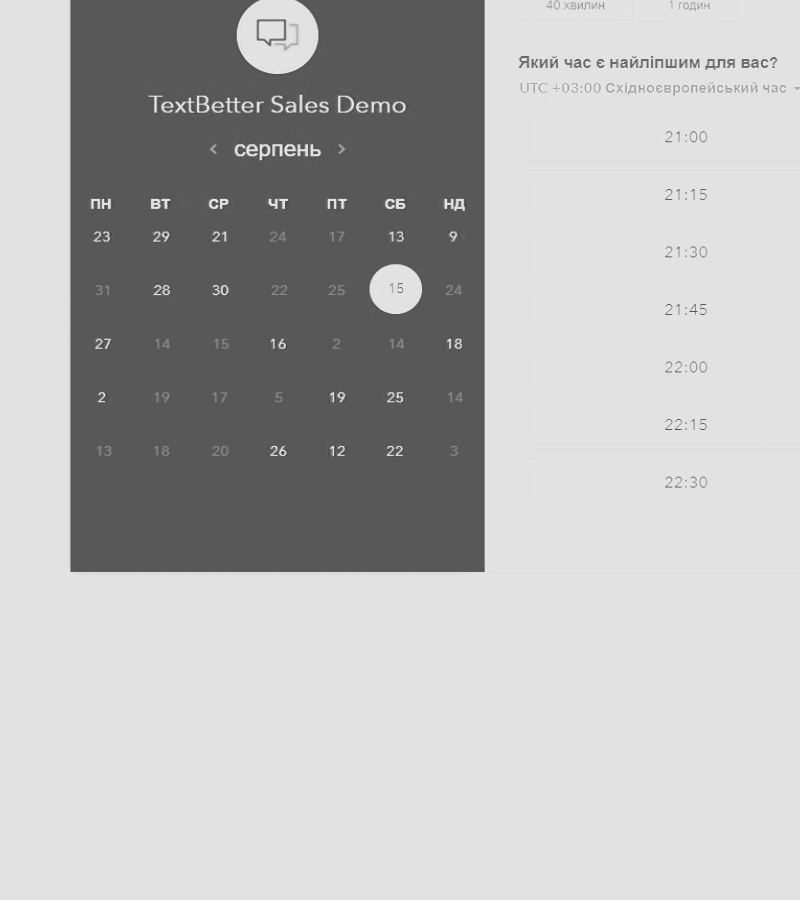 TextBetter Sales Demo
серпень
ПН ВТ СР ЧТ ПТ СБ НД
23 29 21 24 17 13 9
31 28 30 22 25 15 24
27 14 15 16 2 14 18
2 19 17 5 19 25 14
13 18 20 26 12 22 3
40 хвилин 1 годин
Який час є найліпшим для вас?
UTC +03:00 Східноєвропейський час
21:00
21:15
21:30
21:45
22:00
22:15
22:30